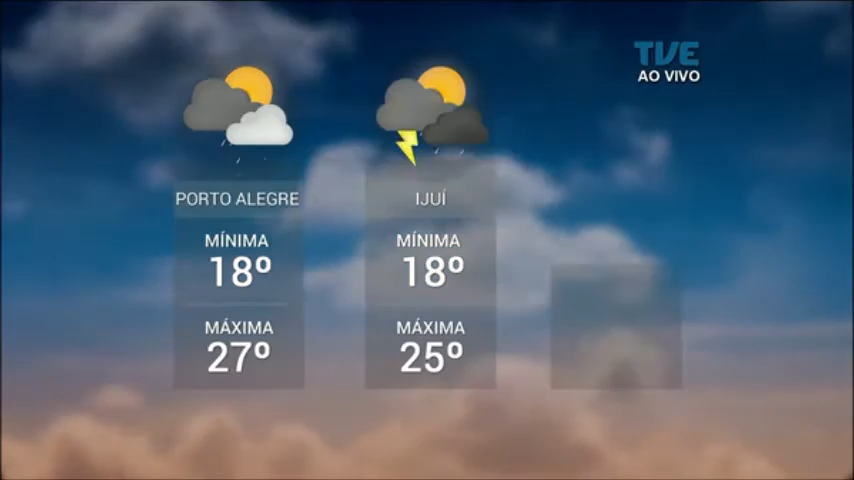 TVE
AO VIVO
PORTO ALEGRE
MÍNIMA
18º
MÁXIMA
27º
IJUÍ
MÍNIMA
18º
MÁXIMA
25º